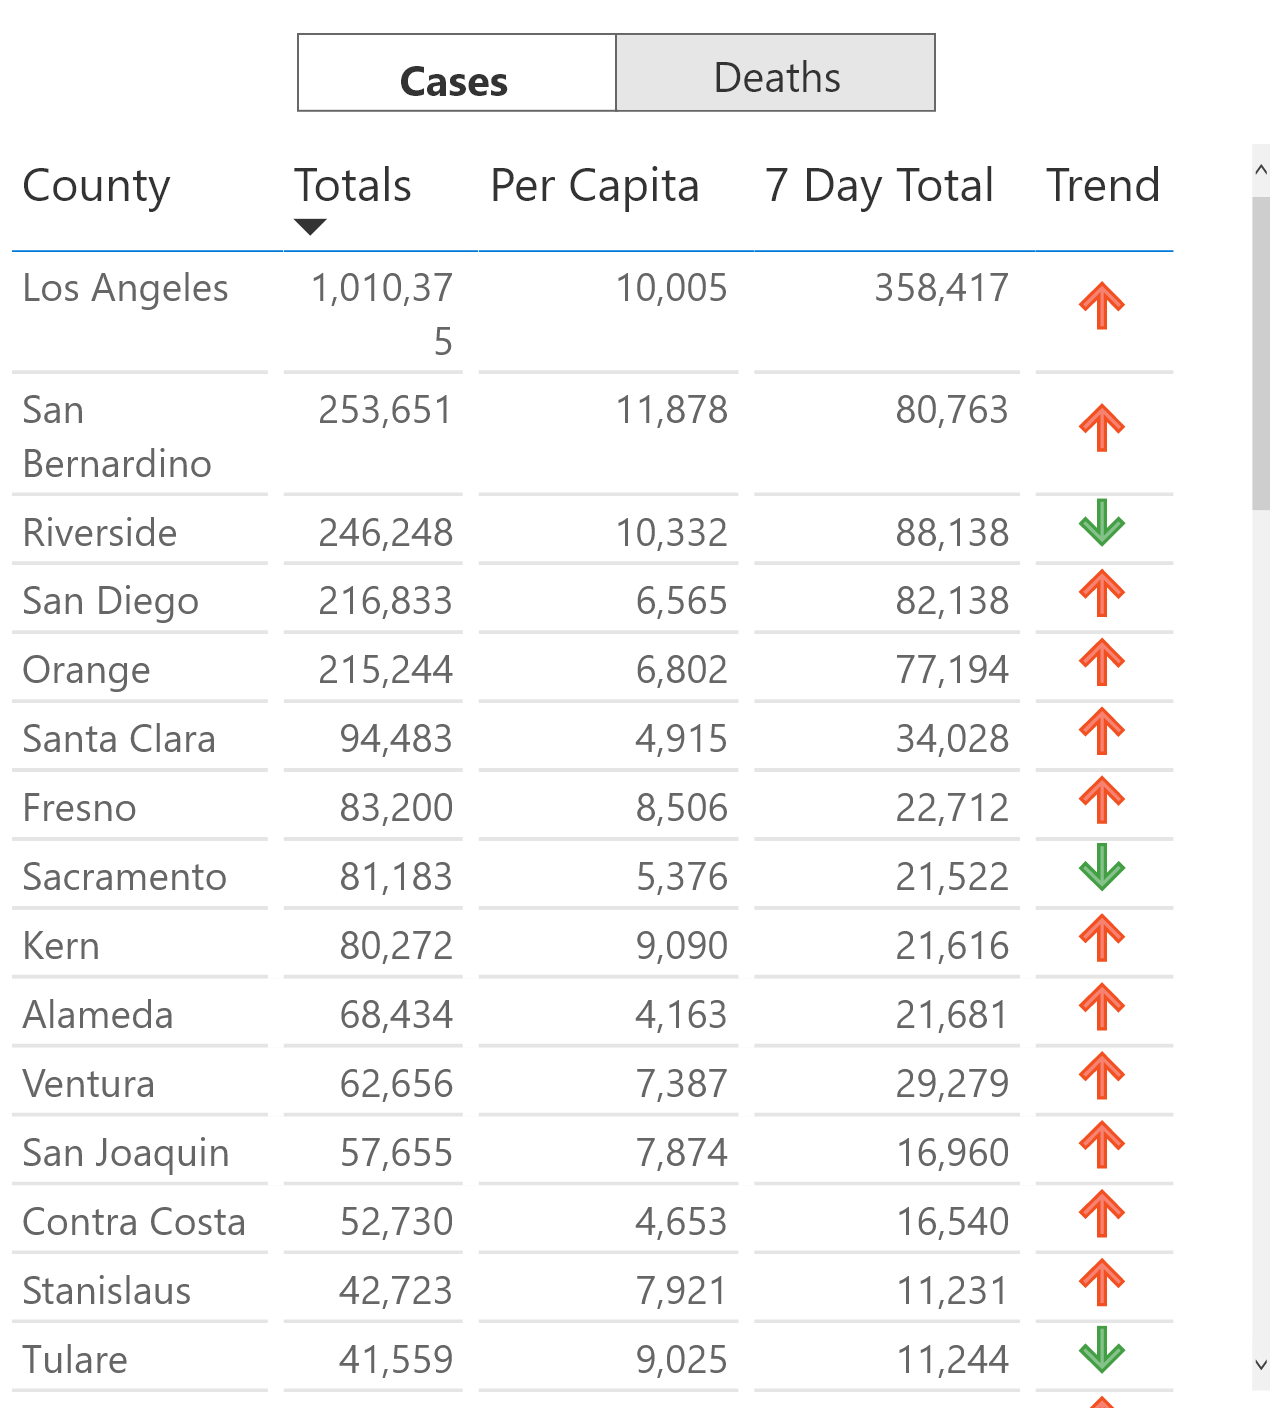 Cases Deaths
County Totals Per Capita 7 Day Total Trend
Los Angeles 1,010,37 10,005 358,417
5
San 253,651 11,878 80,763
Bernardino
Riverside 246,248 10,332 88,138
San Diego 216,833 6,565 82,138
Orange 215,244 6,802 77,194
Santa Clara 94,483 4,915 34,028
Fresno 83,200 8,506 22,712
Sacramento 81,183 5,376 21,522
Kern 80,272 9,090 21,616
Alameda 68,434 4,163 21,681
Ventura 62,656 7,387 29,279
San Joaquin 57,655 7,874 16,960
Contra Costa 52,730 4,653 16,540
Stanislaus 42,723 7,921 11,231
Tulare 41,559 9,025 11,244